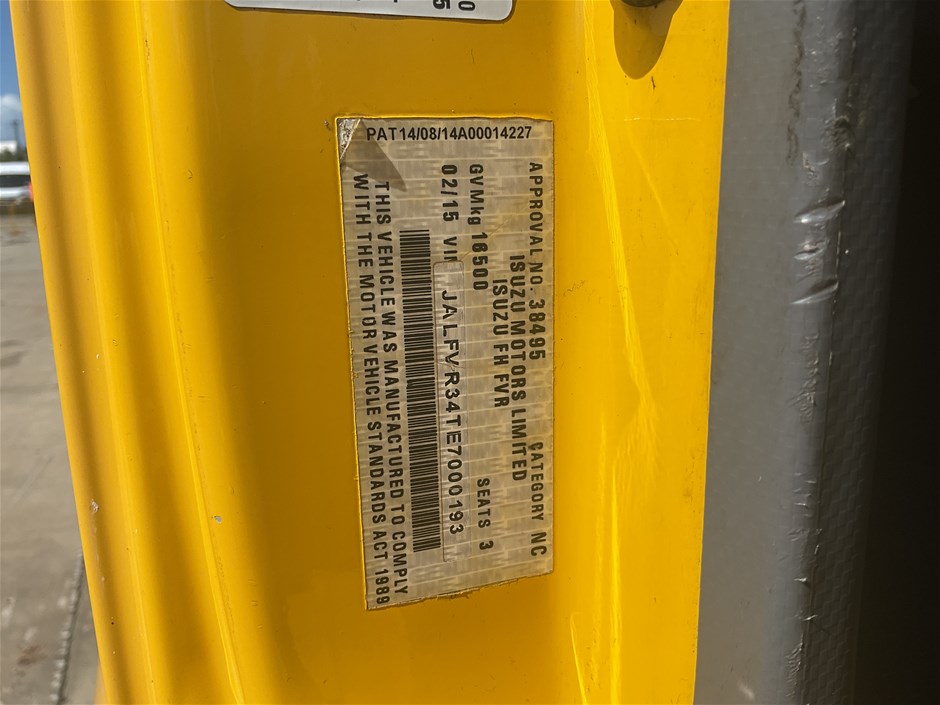 PAT14/08/14A00014227
APPROVAL NO. 38495 CATEGORY NC
ISUZU MOTORS LIMITED
ISUZU FH FVR
GVMkg 16500 SEATS 3
02/15 VIN JALFVR34TE7000193
THIS VEHICLE WAS MANUFACTURED TO COMPLY
WITH THE MOTOR VEHICLE STANDARDS ACT 1989